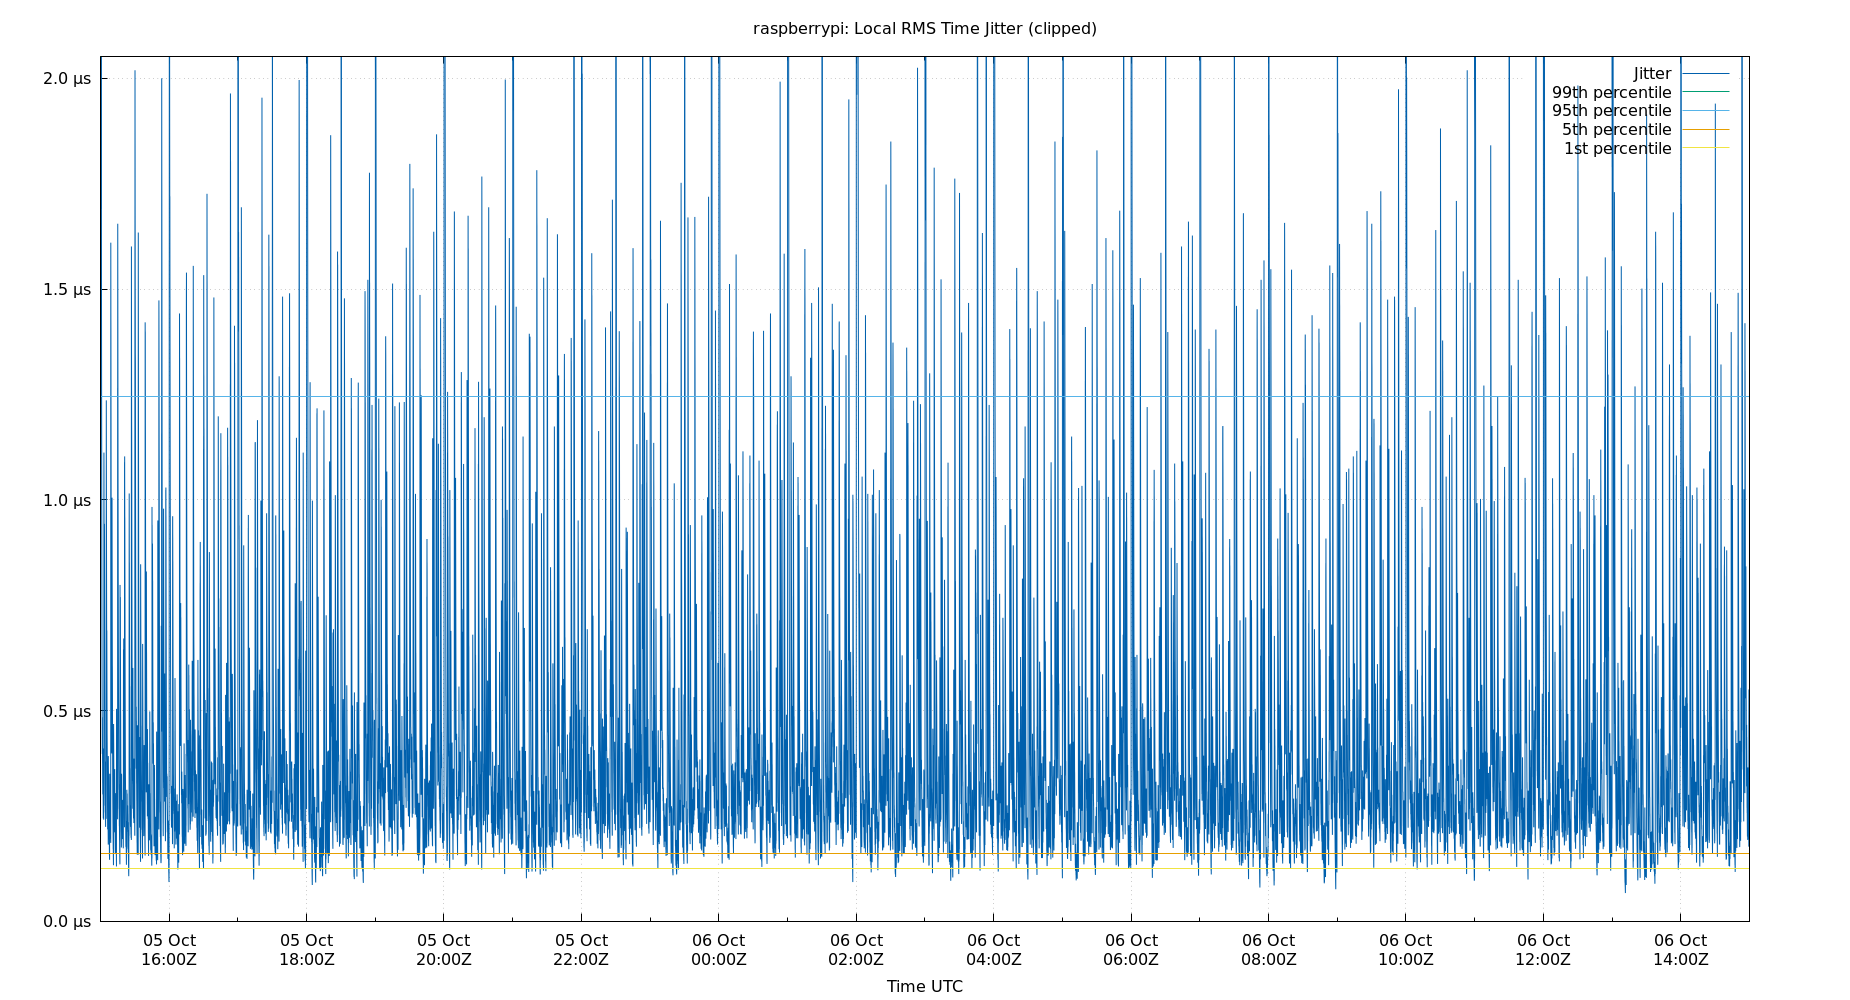 raspberrypi: Local RMS Time Jitter (clipped)
2.0 µs
1.5 µs
1.0 µs
0.5 µs
0.0 µs
Jitter
99th percentile
95th percentile
5th percentile
1st percentile
05 Oct 05 Oct 05 Oct 05 Oct 06 Oct 06 Oct 06 Oct 06 Oct 06 Oct 06 Oct 06 Oct 06 Oct
16:00Z 18:00Z 20:00Z 22:00Z 00:00Z 02:00Z 04:00Z 06:00Z 08:00Z 10:00Z 12:00Z 14:00Z
Time UTC